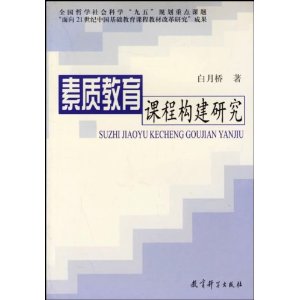 全国哲学社会科学“九五”规划重点课题
“面向21世纪中国基础教育课程教材改革研究”成果
白月桥 著
素质教育
课程构建研究
SUZHI JIAOYU KECHENG GOUJIAN YANJIU
教育科学出版社